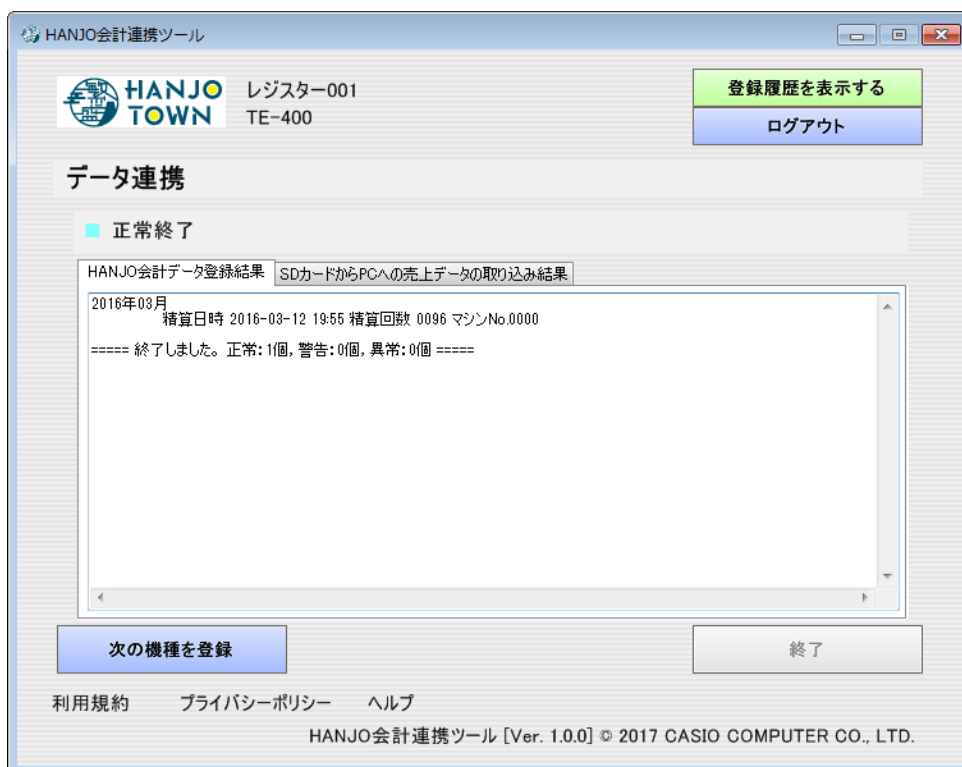 HANJO会計連携ツール
HANJO TOWN
レジスター001
TE-400
登録履歴を表示する
ログアウト
データ連携
正常終了
HANJO会計データ登録結果 SDカードからPCへの売上データの取り込み結果
2016年03月
精算日時 2016-03-12 19:55 精算回数 0096 マシンNo.0000
===== 終了しました。正常: 1個, 警告: 0個, 異常: 0個 =====
次の機種を登録 終了
利用規約 プライバシーポリシー ヘルプ
HANJO会計連携ツール [Ver. 1.0.0] © 2017 CASIO COMPUTER CO., LTD.